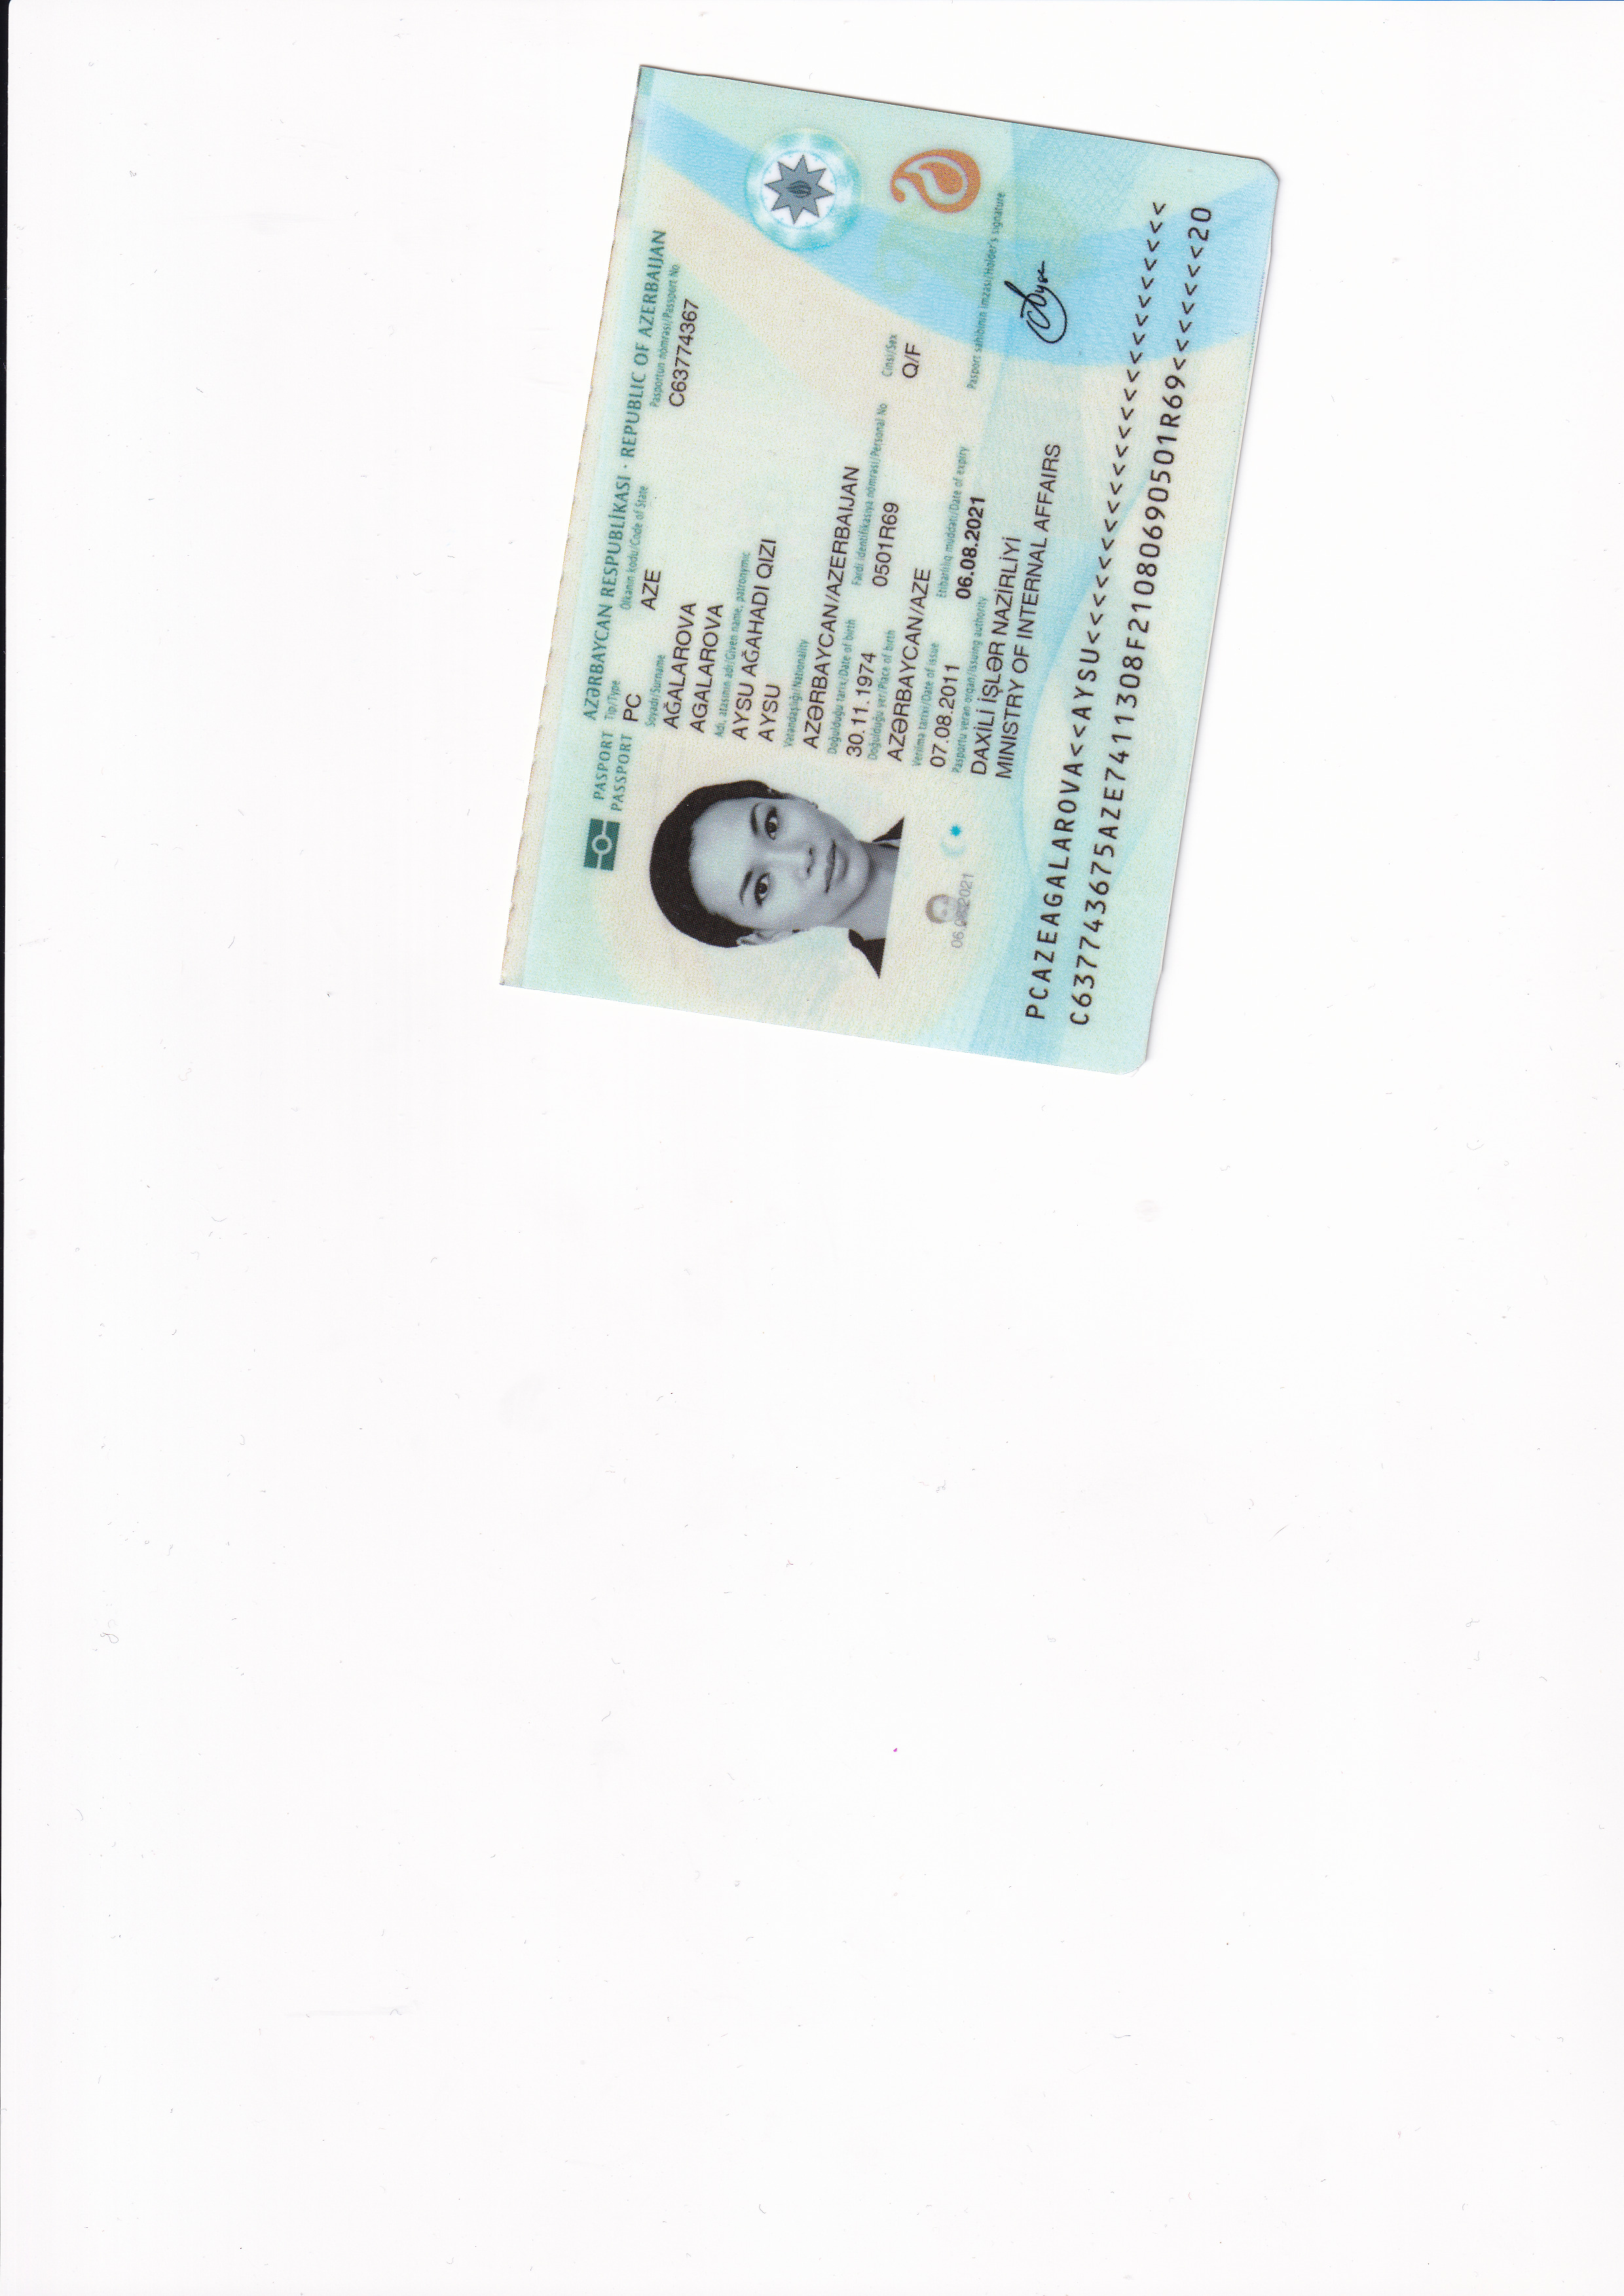 PASPORT AZƏRBAYCAN RESPUBLİKASI · REPUBLIC OF AZERBAIJAN
PASSPORT
Tip/Type Ölkənin kodu/Code of State Pasportun nömrəsi/Passport No
PC AZE C63774367
Soyadı/Surname
AĞALAROVA
AGALAROVA
Adı, atasının adı/Given name, patronymic
AYSU AĞAHADI QIZI
AYSU
Vətəndaşlığı/Nationality
AZƏRBAYCAN/AZERBAIJAN
Doğulduğu tarix/Date of birth Fərdi identifikasiya nömrəsi/Personal No
30.11.1974 0501R69
Doğulduğu yer/Place of birth Cinsi/Sex
AZƏRBAYCAN/AZE Q/F
Verilmə tarixi/Date of issue Etibarlılıq müddəti/Date of expiry
07.08.2011 06.08.2021
Pasportu verən orqan/Issuing authority Pasport sahibinin imzası/Holder's signature
DAXİLİ İŞLƏR NAZİRLİYİ
MINISTRY OF INTERNAL AFFAIRS
06.08.2021
PCAZEAGALAROVA<<AYSU<<<<<<<<<<<<<<<<<<<<<<<<
C637743675AZE7411308F21080690501R69<<<<<<<20